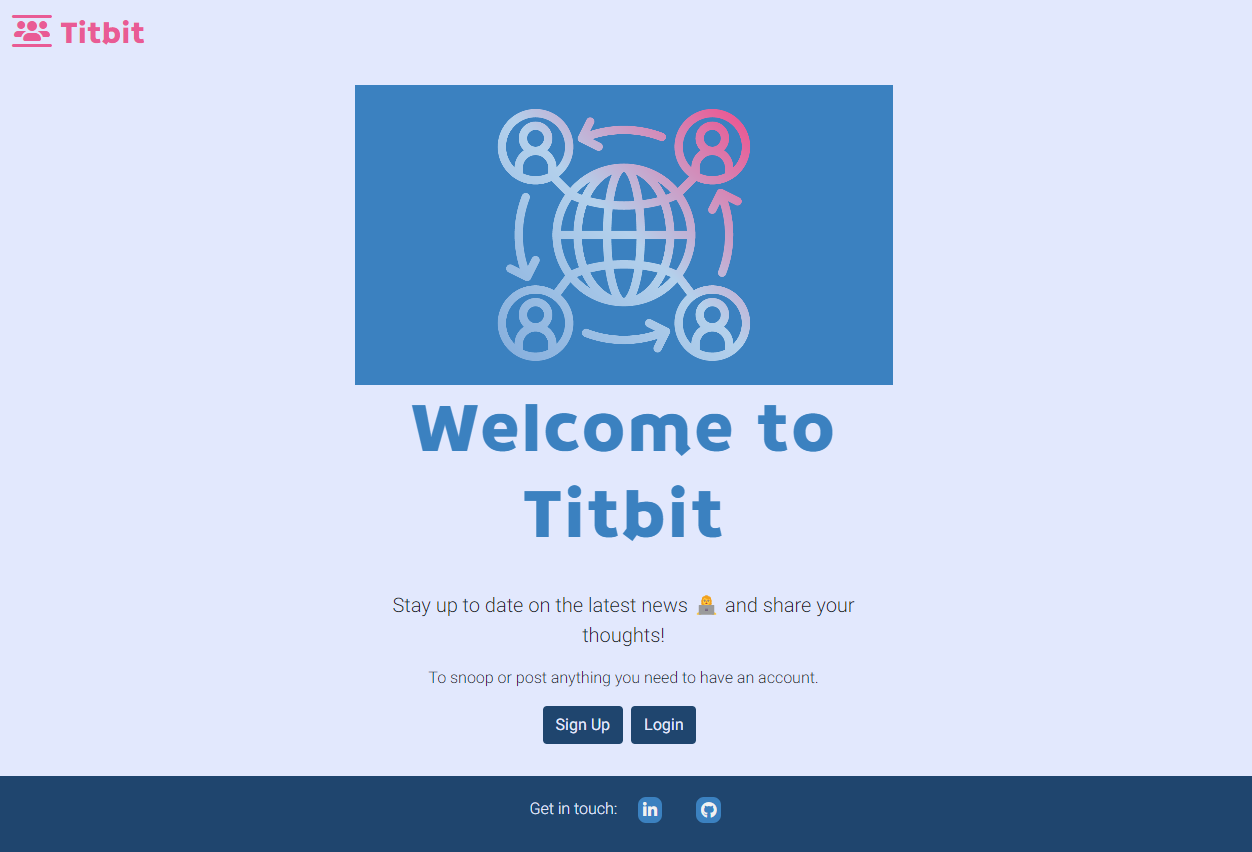 Titbit
Welcome to
Titbit
Stay up to date on the latest news 👩‍💻 and share your
thoughts!
To snoop or post anything you need to have an account.
Sign Up
Login
Get in touch:
in